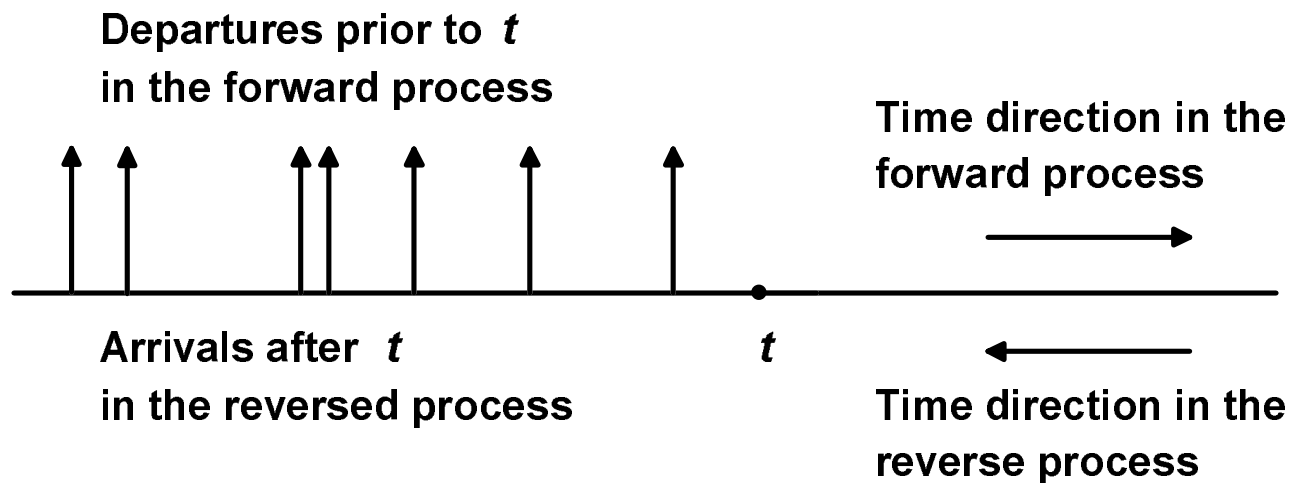 Departures prior to t
in the forward process
Time direction in the
forward process
Arrivals after t
in the reversed process
t
Time direction in the
reverse process